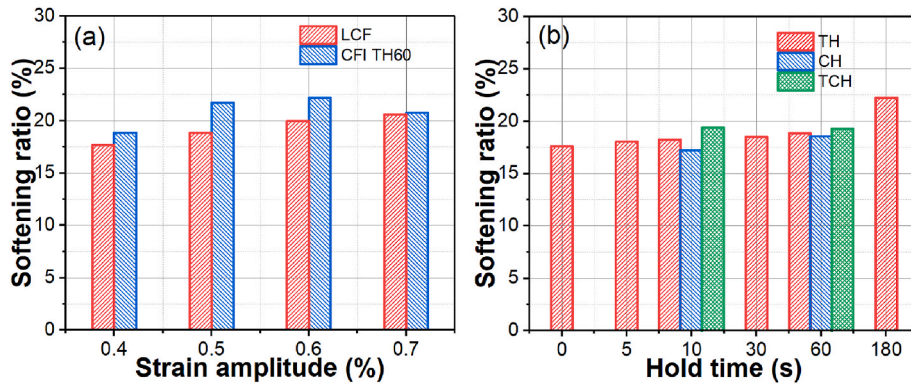 (a)
LCF
CFI TH60
Softening ratio (%)
30
25
20
15
10
5
0
0.4 0.5 0.6 0.7
Strain amplitude (%)
(b)
TH
CH
TCH
Softening ratio (%)
30
25
20
15
10
5
0
0 5 10 30 60 180
Hold time (s)